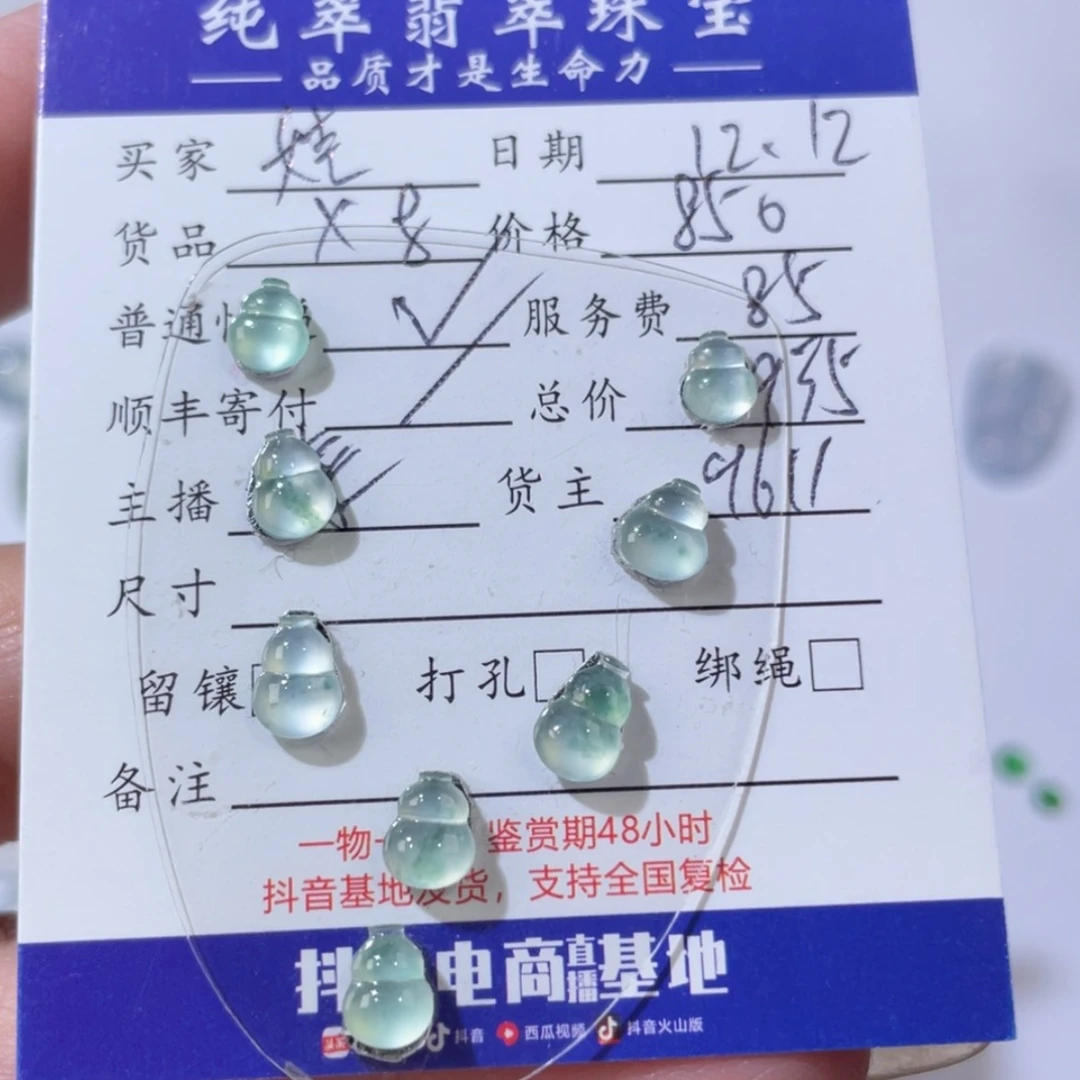 纯翠翡翠珠宝
品质才是生命力
买家 烧 日期 12.12
货品 X 8 价格 850
普通 服务费 85
顺丰寄付 总价 935
主播 货主 9611
尺寸
留镶 打孔 绑绳
备注
一物一 鉴赏期48小时
抖音基地发货，支持全国复检
抖 电商直播基地
抖音 西瓜视频 抖音火山版